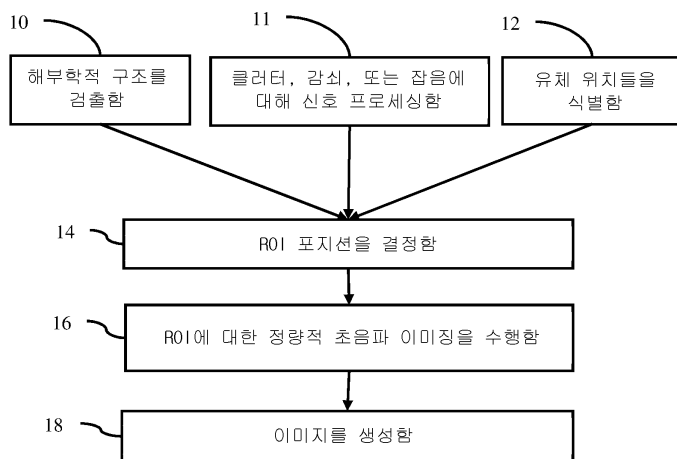 10
11
12
해부학적 구조를
검출함
클러터, 감쇠, 또는 잡음에
대해 신호 프로세싱함
유체 위치들을
식별함
14
ROI 포지션을 결정함
16
ROI에 대한 정량적 초음파 이미징을 수행함
18
이미지를 생성함